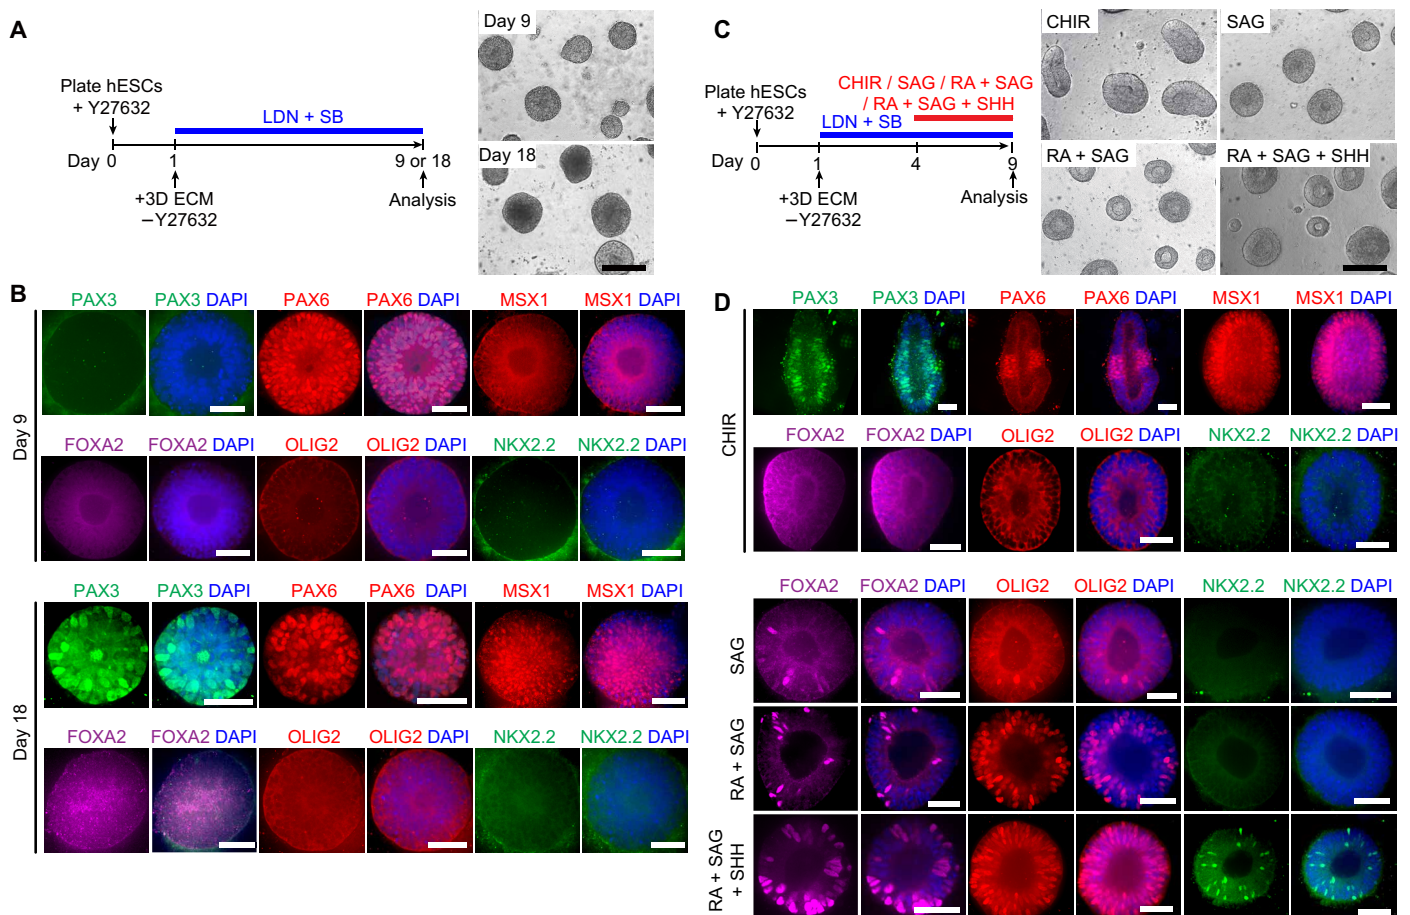 A
Plate hESCs
+ Y27632
LDN + SB
Day 0 1 9 or 18
+3D ECM
−Y27632
Analysis
Day 9
Day 18
B
PAX3 PAX3 DAPI PAX6 PAX6 DAPI MSX1 MSX1 DAPI
Day 9
FOXA2 FOXA2 DAPI OLIG2 OLIG2 DAPI NKX2.2 NKX2.2 DAPI
PAX3 PAX3 DAPI PAX6 PAX6 DAPI MSX1 MSX1 DAPI
Day 18
FOXA2 FOXA2 DAPI OLIG2 OLIG2 DAPI NKX2.2 NKX2.2 DAPI
C
Plate hESCs
+ Y27632
CHIR / SAG / RA + SAG
/ RA + SAG + SHH
LDN + SB
Day 0 1 4 9
+3D ECM
−Y27632
Analysis
CHIR
SAG
RA + SAG
RA + SAG + SHH
D
PAX3 PAX3 DAPI PAX6 PAX6 DAPI MSX1 MSX1 DAPI
CHIR
FOXA2 FOXA2 DAPI OLIG2 OLIG2 DAPI NKX2.2 NKX2.2 DAPI
FOXA2 FOXA2 DAPI OLIG2 OLIG2 DAPI NKX2.2 NKX2.2 DAPI
SAG
RA + SAG
RA + SAG
+ SHH